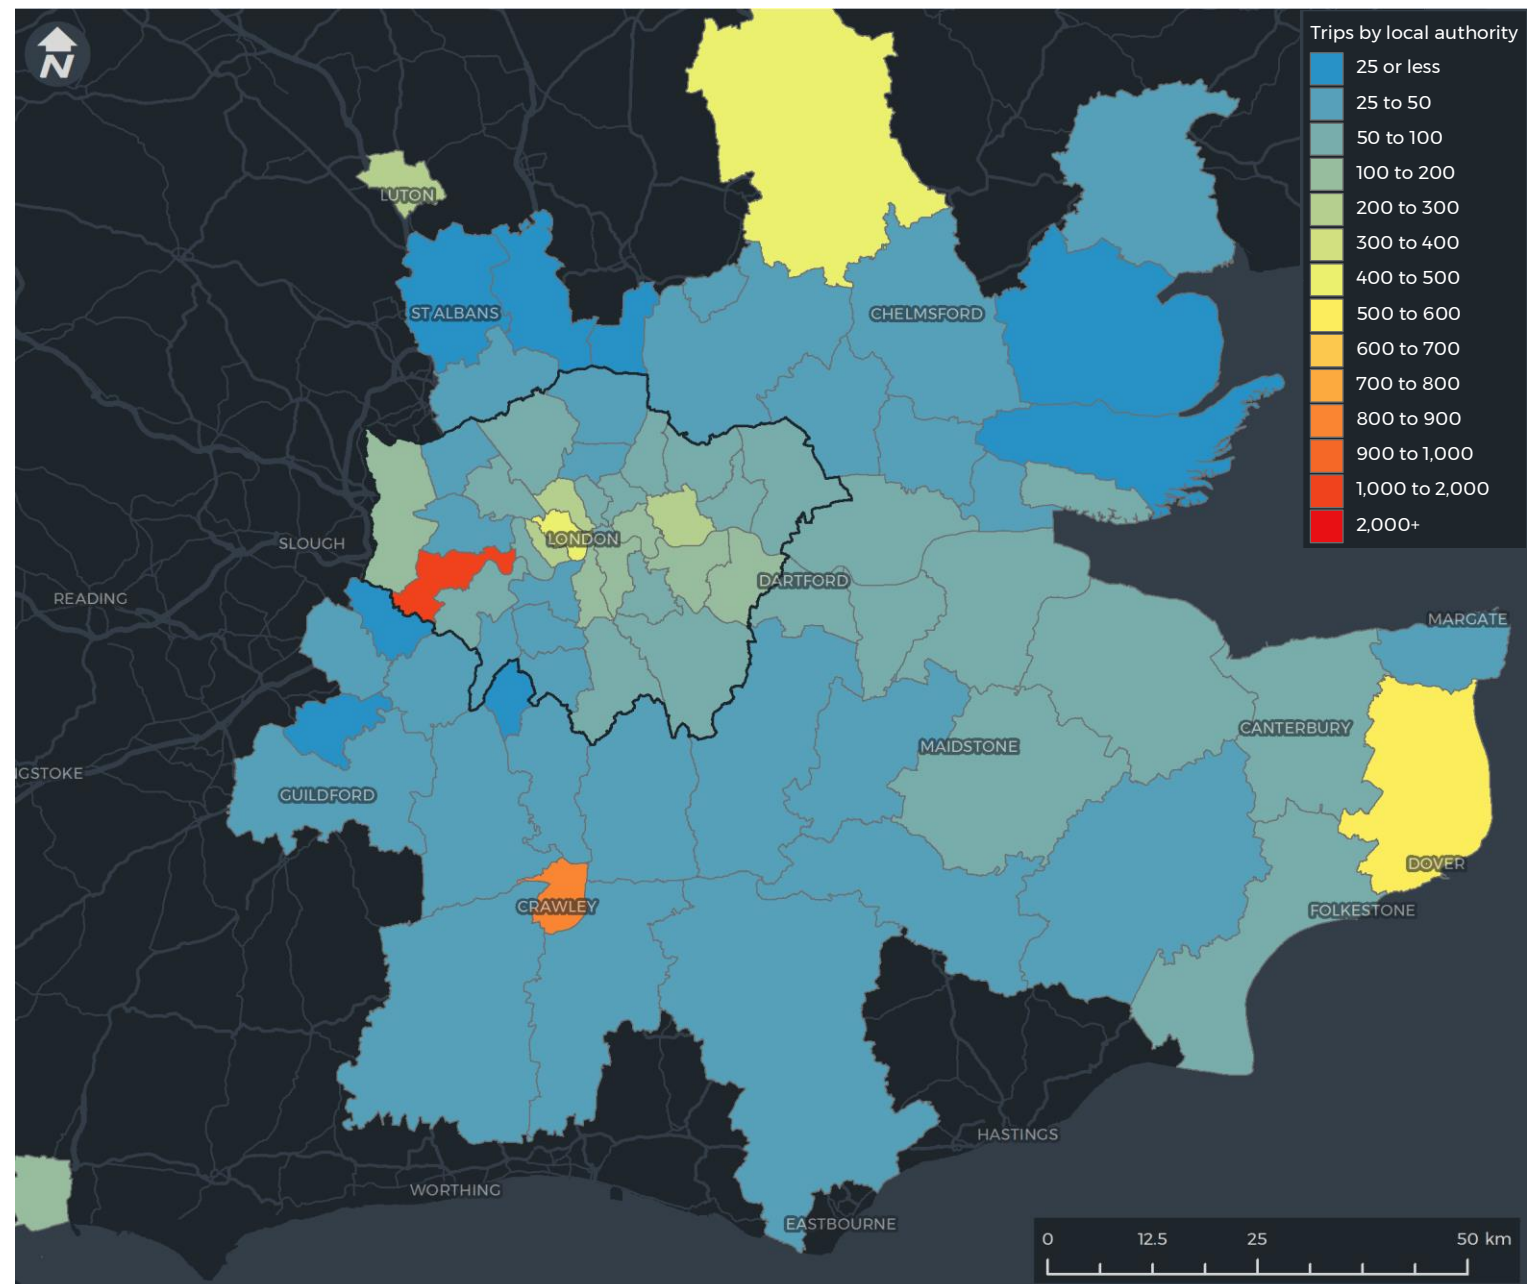 N
Trips by local authority
25 or less
25 to 50
50 to 100
100 to 200
200 to 300
300 to 400
400 to 500
500 to 600
600 to 700
700 to 800
800 to 900
900 to 1,000
1,000 to 2,000
2,000+
LUTON
ST ALBANS
CHELMSFORD
SLOUGH
LONDON
DARTFORD
READING
MARGATE
CANTERBURY
MAIDSTONE
GSTOKE
GUILDFORD
DOVER
CRAWLEY
FOLKESTONE
HASTINGS
WORTHING
EASTBOURNE
0 12.5 25 50 km